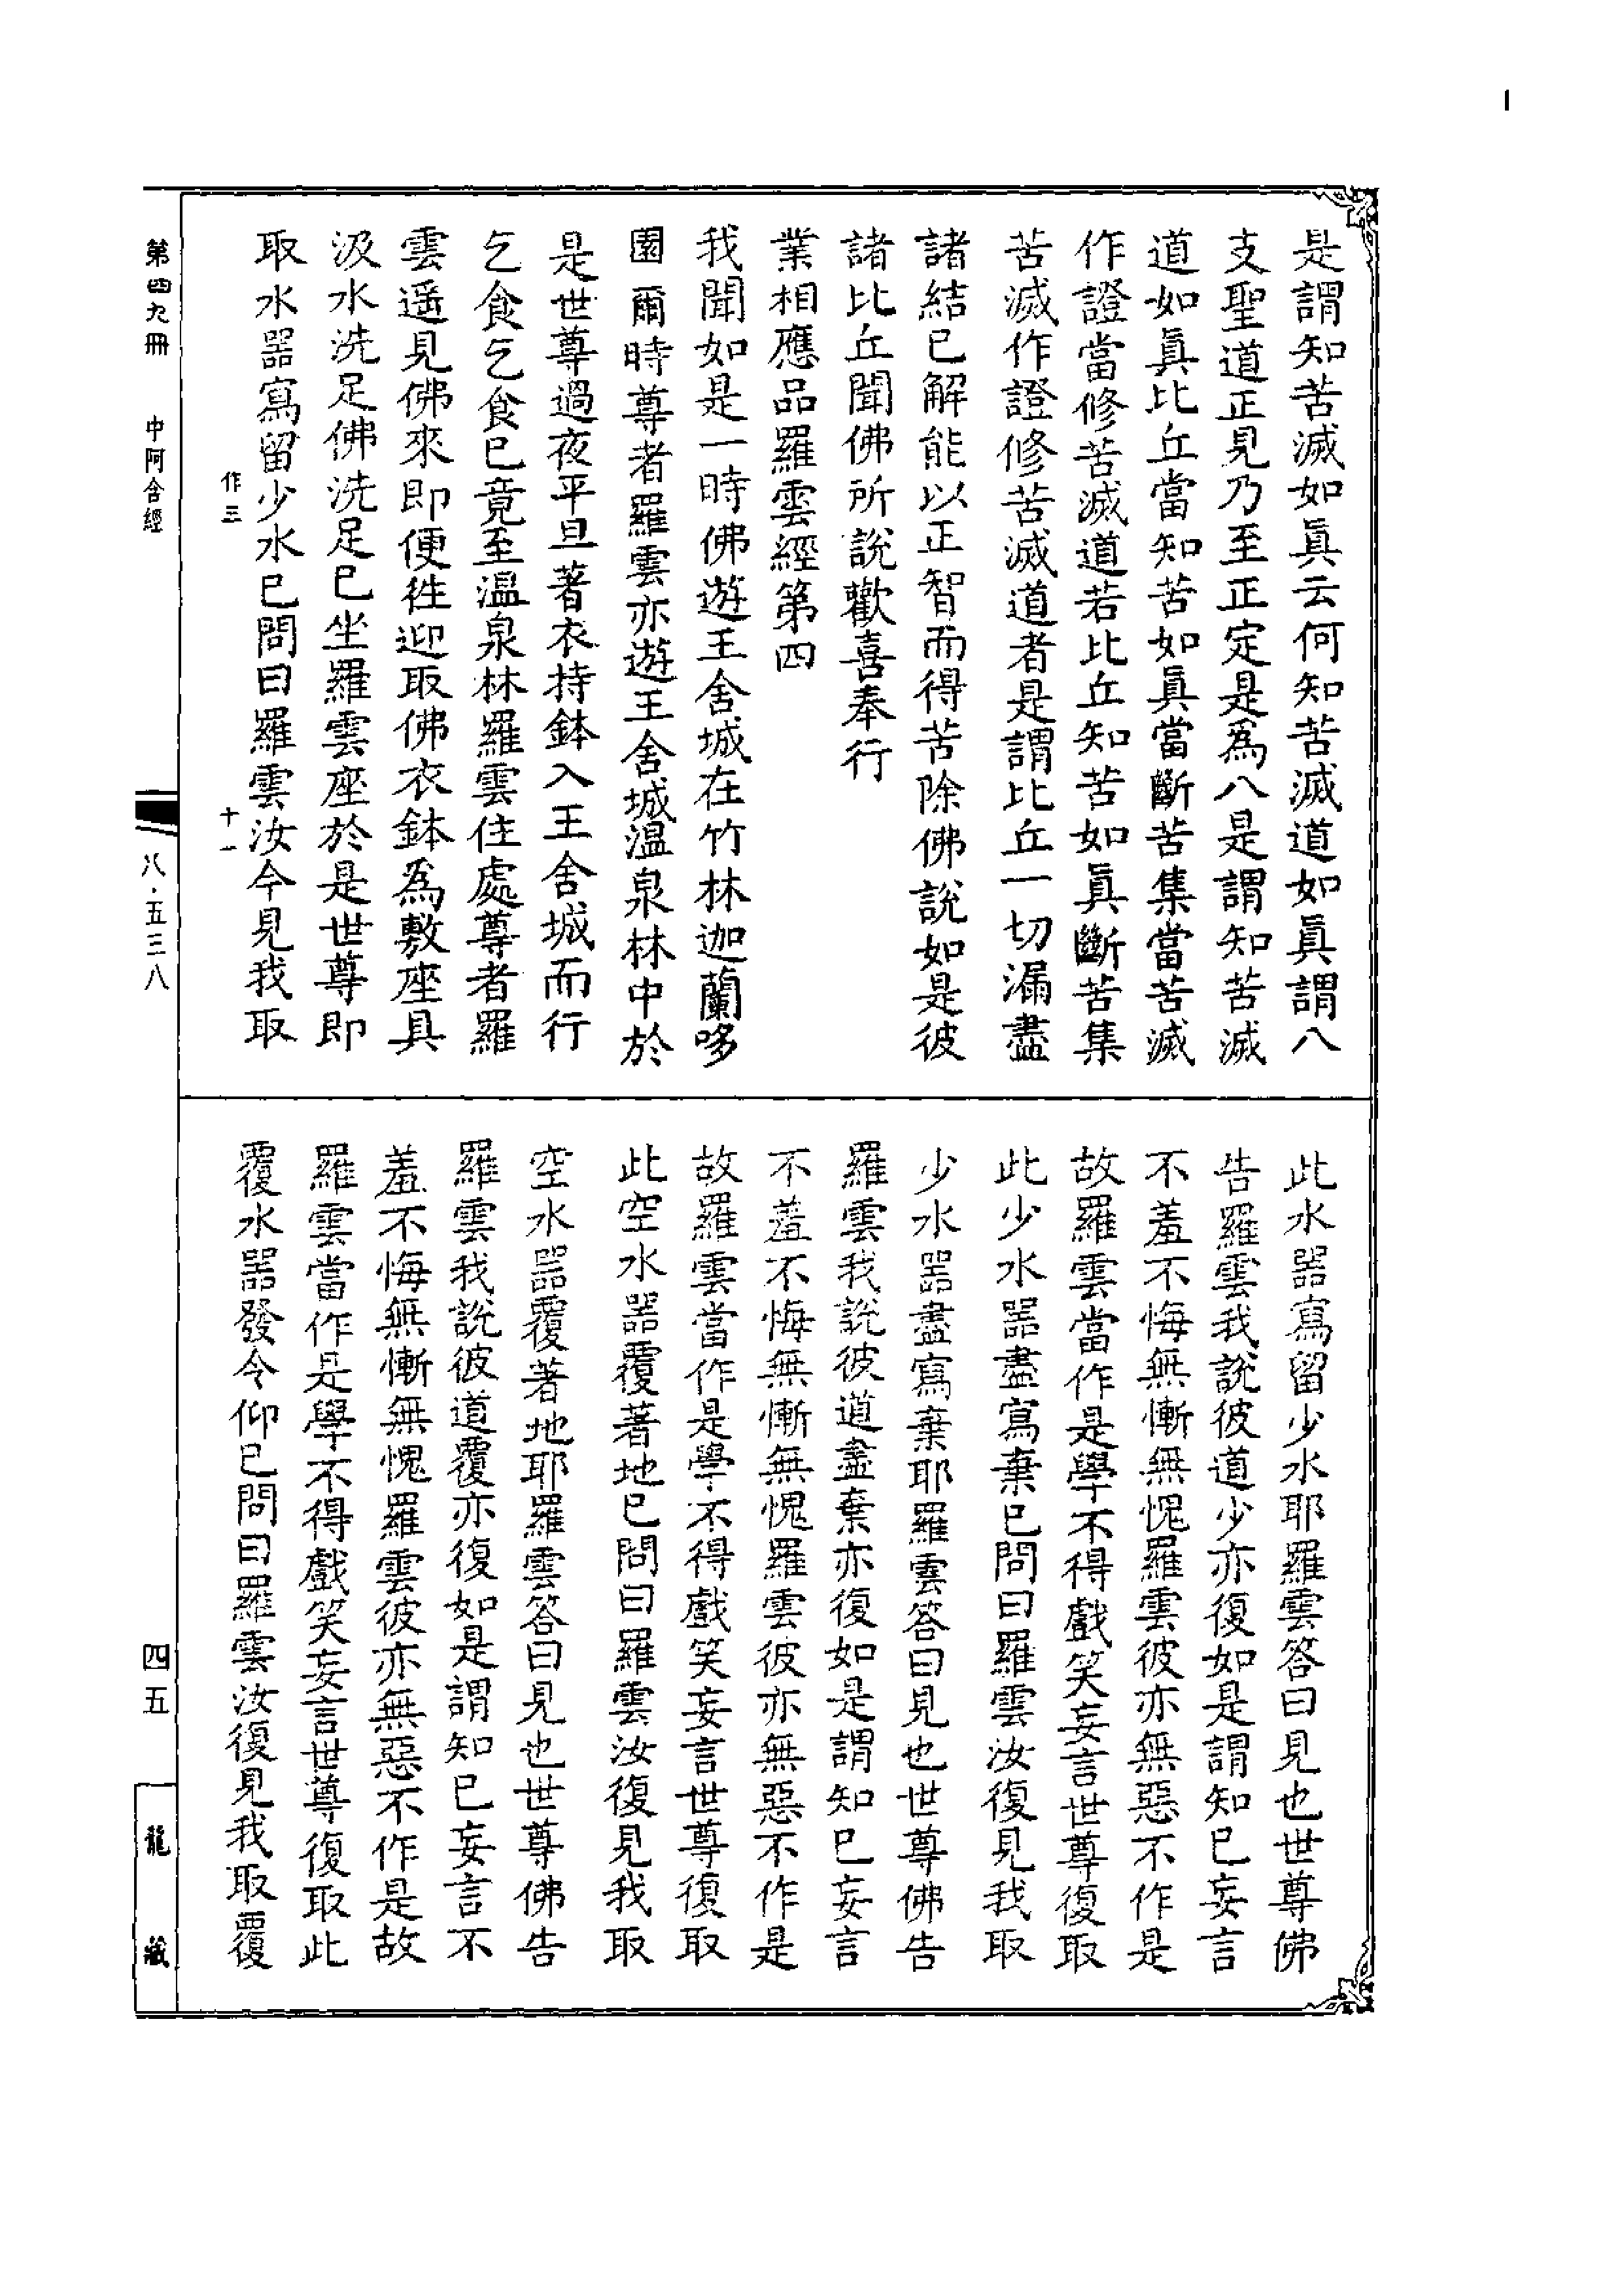 是謂知苦滅如眞云何知苦滅道如眞謂八
支聖道正見乃至正定是爲八是謂知苦滅
道如眞比丘當知苦如眞當斷苦集當苦滅
作證當修苦滅道若比丘知苦如眞斷苦集
苦滅作證修苦滅道者是謂比丘一切漏盡
諸結已解能以正智而得苦除佛說如是彼
諸比丘聞佛所說歡喜奉行
業相應品羅雲經第四
我聞如是一時佛遊王舍城在竹林迦蘭哆
園爾時尊者羅雲亦遊王舍城溫泉林中於
是世尊過夜平旦著衣持鉢入王舍城而行
乞食乞食已竟至溫泉林羅雲住處尊者羅
雲遥見佛來即便徃迎取佛衣鉢爲敷座具
汲水洗足佛洗足已坐羅雲座於是世尊即
取水器寫留少水已問曰羅雲汝今見我取
此水器寫留少水耶羅雲答曰見也世尊佛
告羅雲我說彼道少亦復如是謂知已妄言
不羞不悔無慚無愧羅雲彼亦無惡不作是
故羅雲當作是學不得戲笑妄言世尊復取
此少水器盡寫棄已問曰羅雲汝復見我取
少水器盡寫棄耶羅雲答曰見也世尊佛告
羅雲我說彼道盡棄亦復如是謂知已妄言
不羞不悔無慚無愧羅雲彼亦無惡不作是
故羅雲當作是學不得戲笑妄言世尊復取
此空水器覆著地已問曰羅雲汝復見我取
空水器覆著地耶羅雲答曰見也世尊佛告
羅雲我說彼道覆亦復如是謂知已妄言不
羞不悔無慚無愧羅雲彼亦無惡不作是故
羅雲當作是學不得戲笑妄言世尊復取此
覆水器發令仰已問曰羅雲汝復見我取覆
作三 十一
第四九冊 中阿含經 八·五三八 四五 龍藏
1